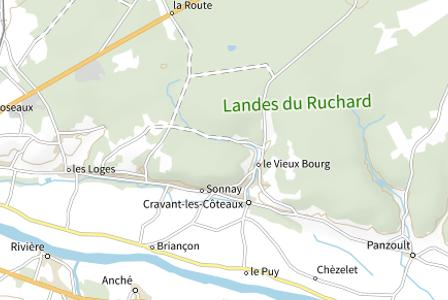 la Route
Landes du Ruchard
oseaux
le Vieux Bourg
les Loges
Sonnay
Cravant-les-Côteaux
Rivière
Briançon
Panzoult
le Puy
Chèzelet
Anché